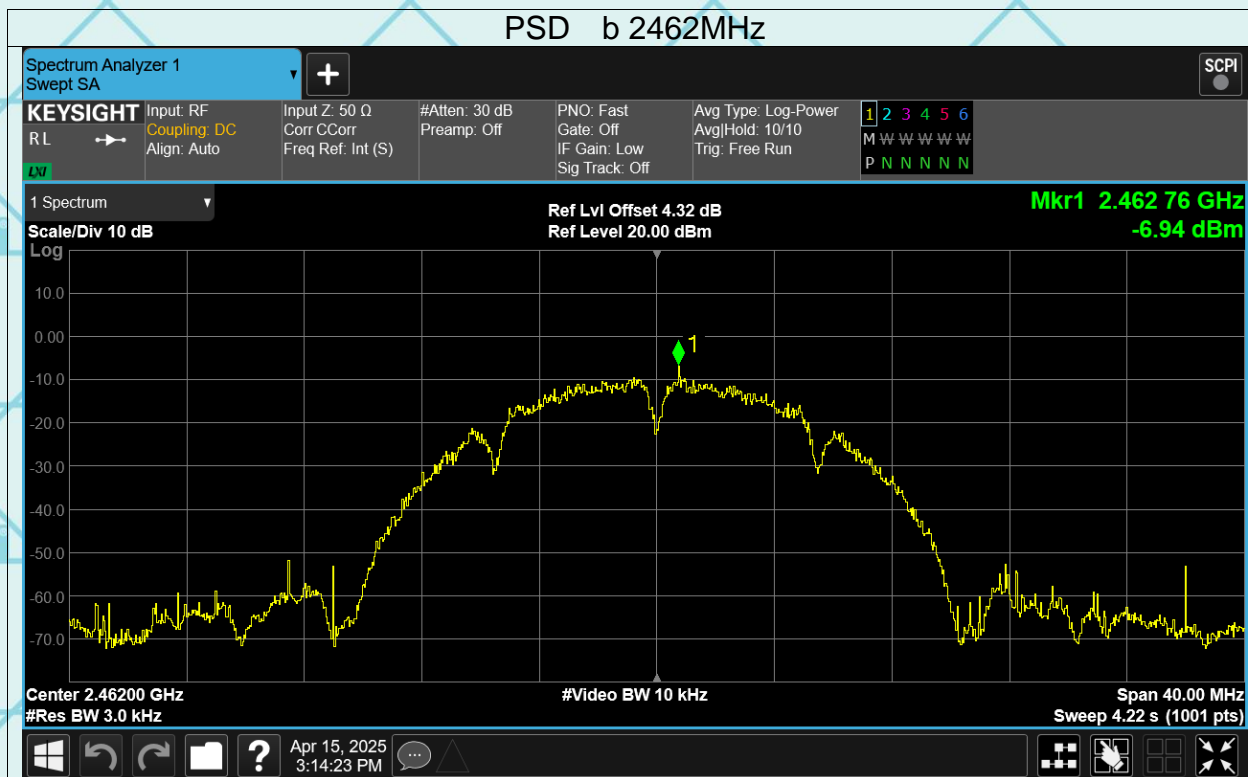 PSD b 2462MHz
Spectrum Analyzer 1
Swept SA
▼
+
SCPI
KEYSIGHT
RL
LXI
Input: RF
Coupling: DC
Align: Auto
Input Z: 50 Ω
Corr CCorr
Freq Ref: Int (S)
#Atten: 30 dB
Preamp: Off
PNO: Fast
Gate: Off
IF Gain: Low
Sig Track: Off
Avg Type: Log-Power
Avg|Hold: 10/10
Trig: Free Run
1 2 3 4 5 6
M W W W W W
P N N N N N
1 Spectrum ▼
Scale/Div 10 dB
Ref Lvl Offset 4.32 dB
Ref Level 20.00 dBm
Mkr1 2.462 76 GHz
-6.94 dBm
Log
10.0
0.00
-10.0
-20.0
-30.0
-40.0
-50.0
-60.0
-70.0
1
Center 2.46200 GHz
#Res BW 3.0 kHz
#Video BW 10 kHz
Span 40.00 MHz
Sweep 4.22 s (1001 pts)
?
Apr 15, 2025
3:14:23 PM